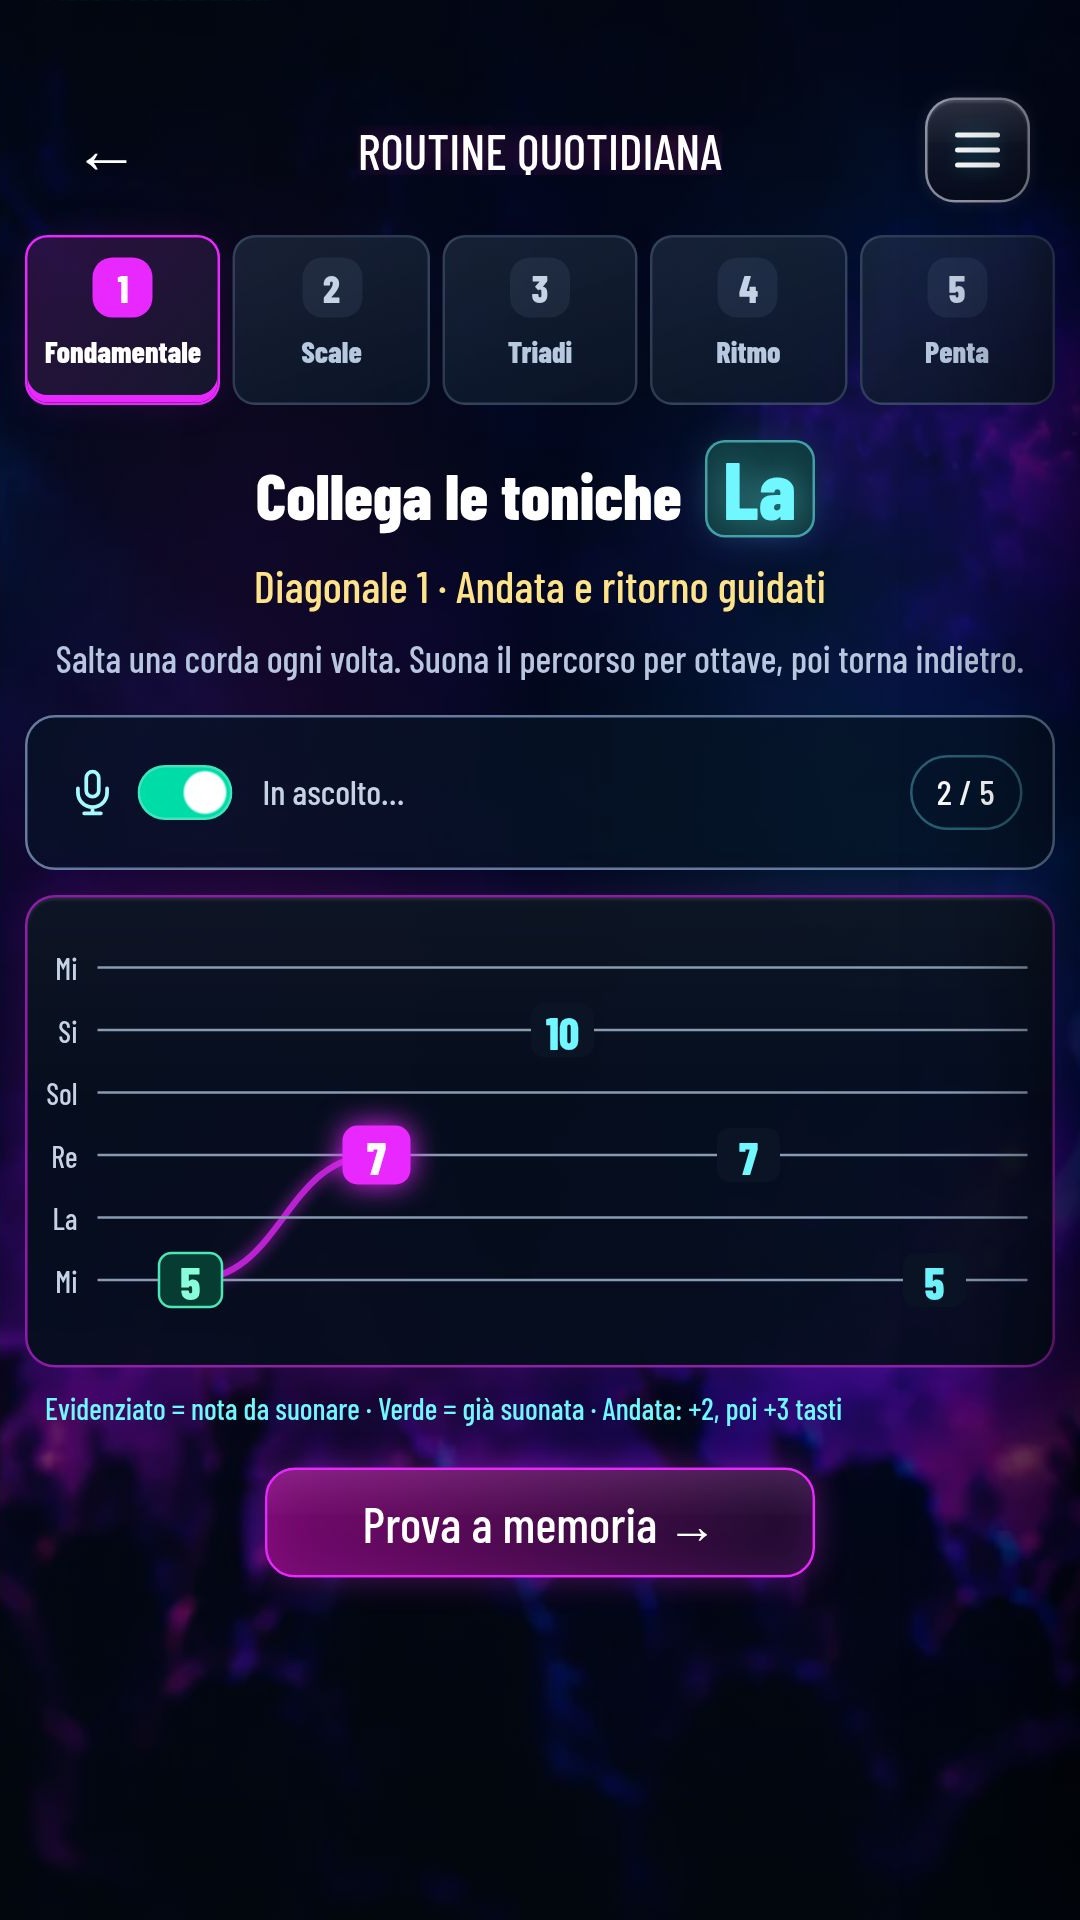 ←
ROUTINE QUOTIDIANA
1
Fondamentale
2
Scale
3
Triadi
4
Ritmo
5
Penta
Collega le toniche La
Diagonale 1 · Andata e ritorno guidati
Salta una corda ogni volta. Suona il percorso per ottave, poi torna indietro.
In ascolto...
2 / 5
Mi
Si 10
Sol
Re 7 7
La
Mi 5 5
Evidenziato = nota da suonare · Verde = già suonata · Andata: +2, poi +3 tasti
Prova a memoria →